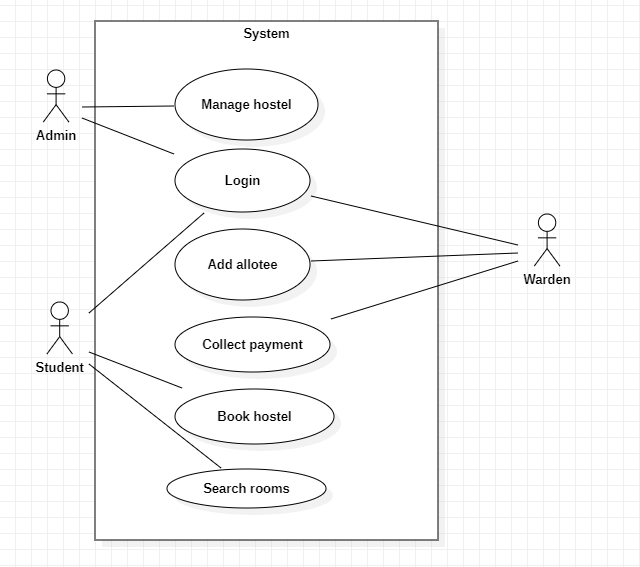 System
Manage hostel
Admin
Login
Add allotee
Warden
Collect payment
Student
Book hostel
Search rooms